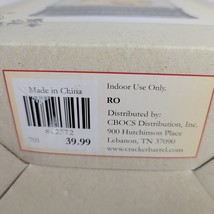 Made in China
Indoor Use Only.
RO
Distributed by:
CBOCS Distribution, Inc.
900 Hutchinson Place
Lebanon, TN 37090
www.crackerbarrel.com
39.99